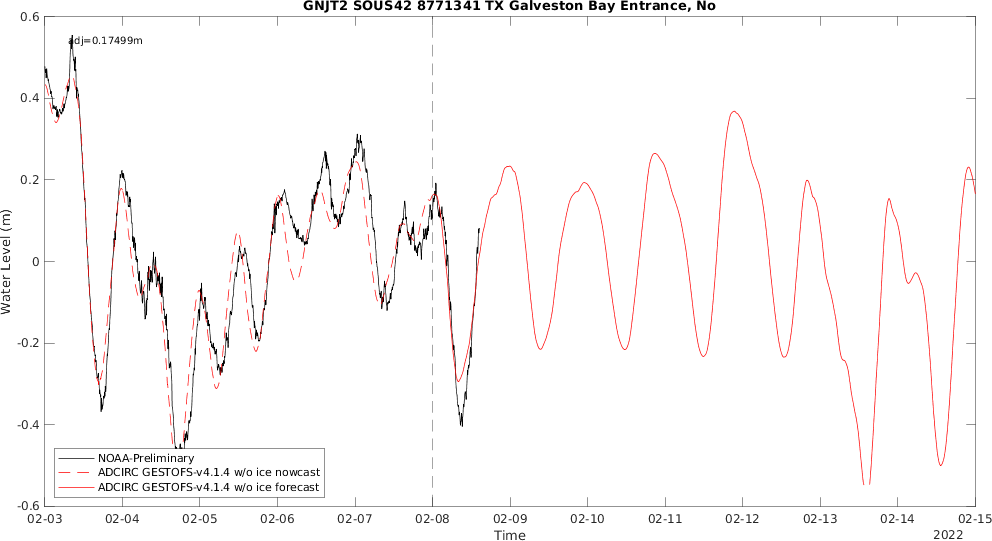 GNJT2 SOUS42 8771341 TX Galveston Bay Entrance, No
adj=0.17499m
0.6
0.4
0.2
0
-0.2
-0.4
-0.6
Water Level (m)
NOAA-Preliminary
ADCIRC GESTOFS-v4.1.4 w/o ice nowcast
ADCIRC GESTOFS-v4.1.4 w/o ice forecast
02-03 02-04 02-05 02-06 02-07 02-08 02-09 02-10 02-11 02-12 02-13 02-14 02-15
Time
2022